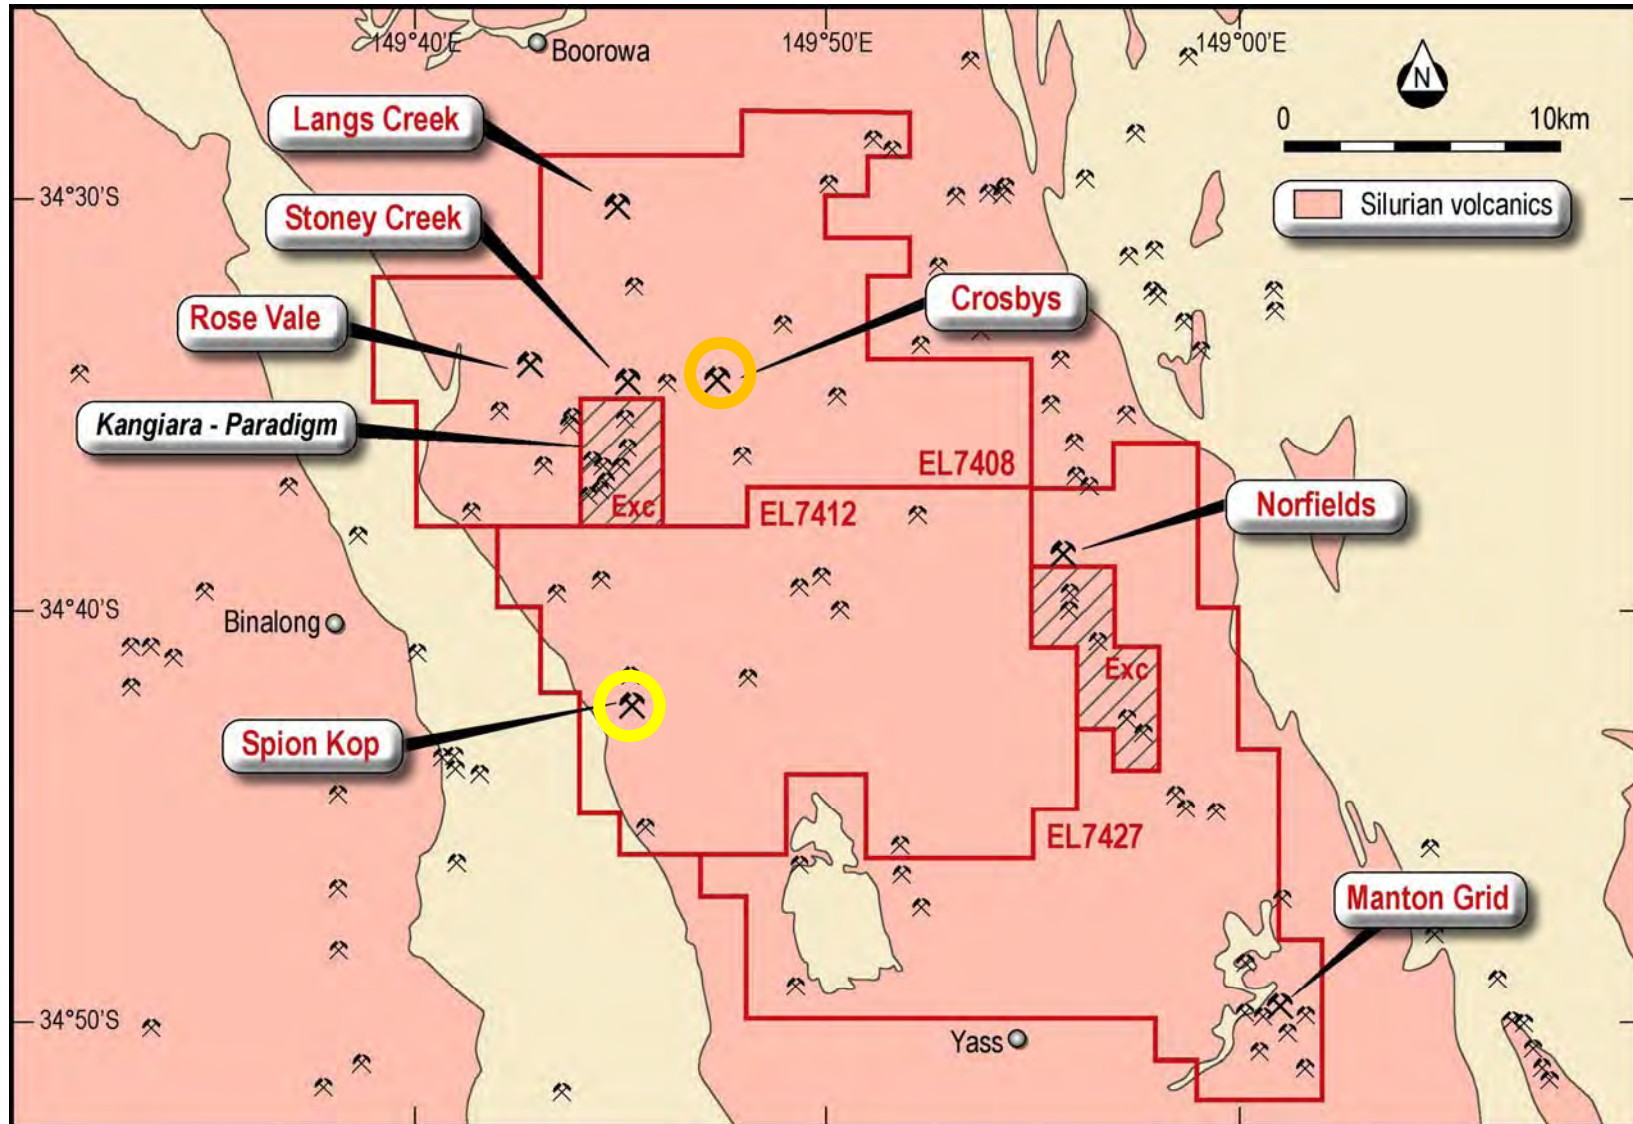 149°40'E
Boorowa
149°50'E
149°00'E
N
0
10km
Langs Creek
34°30'S
Silurian volcanics
Stoney Creek
Crosbys
Rose Vale
Kangiara - Paradigm
EL7408
Exc
EL7412
Norfields
34°40'S
Binalong
Exc
Spion Kop
EL7427
Manton Grid
34°50'S
Yass